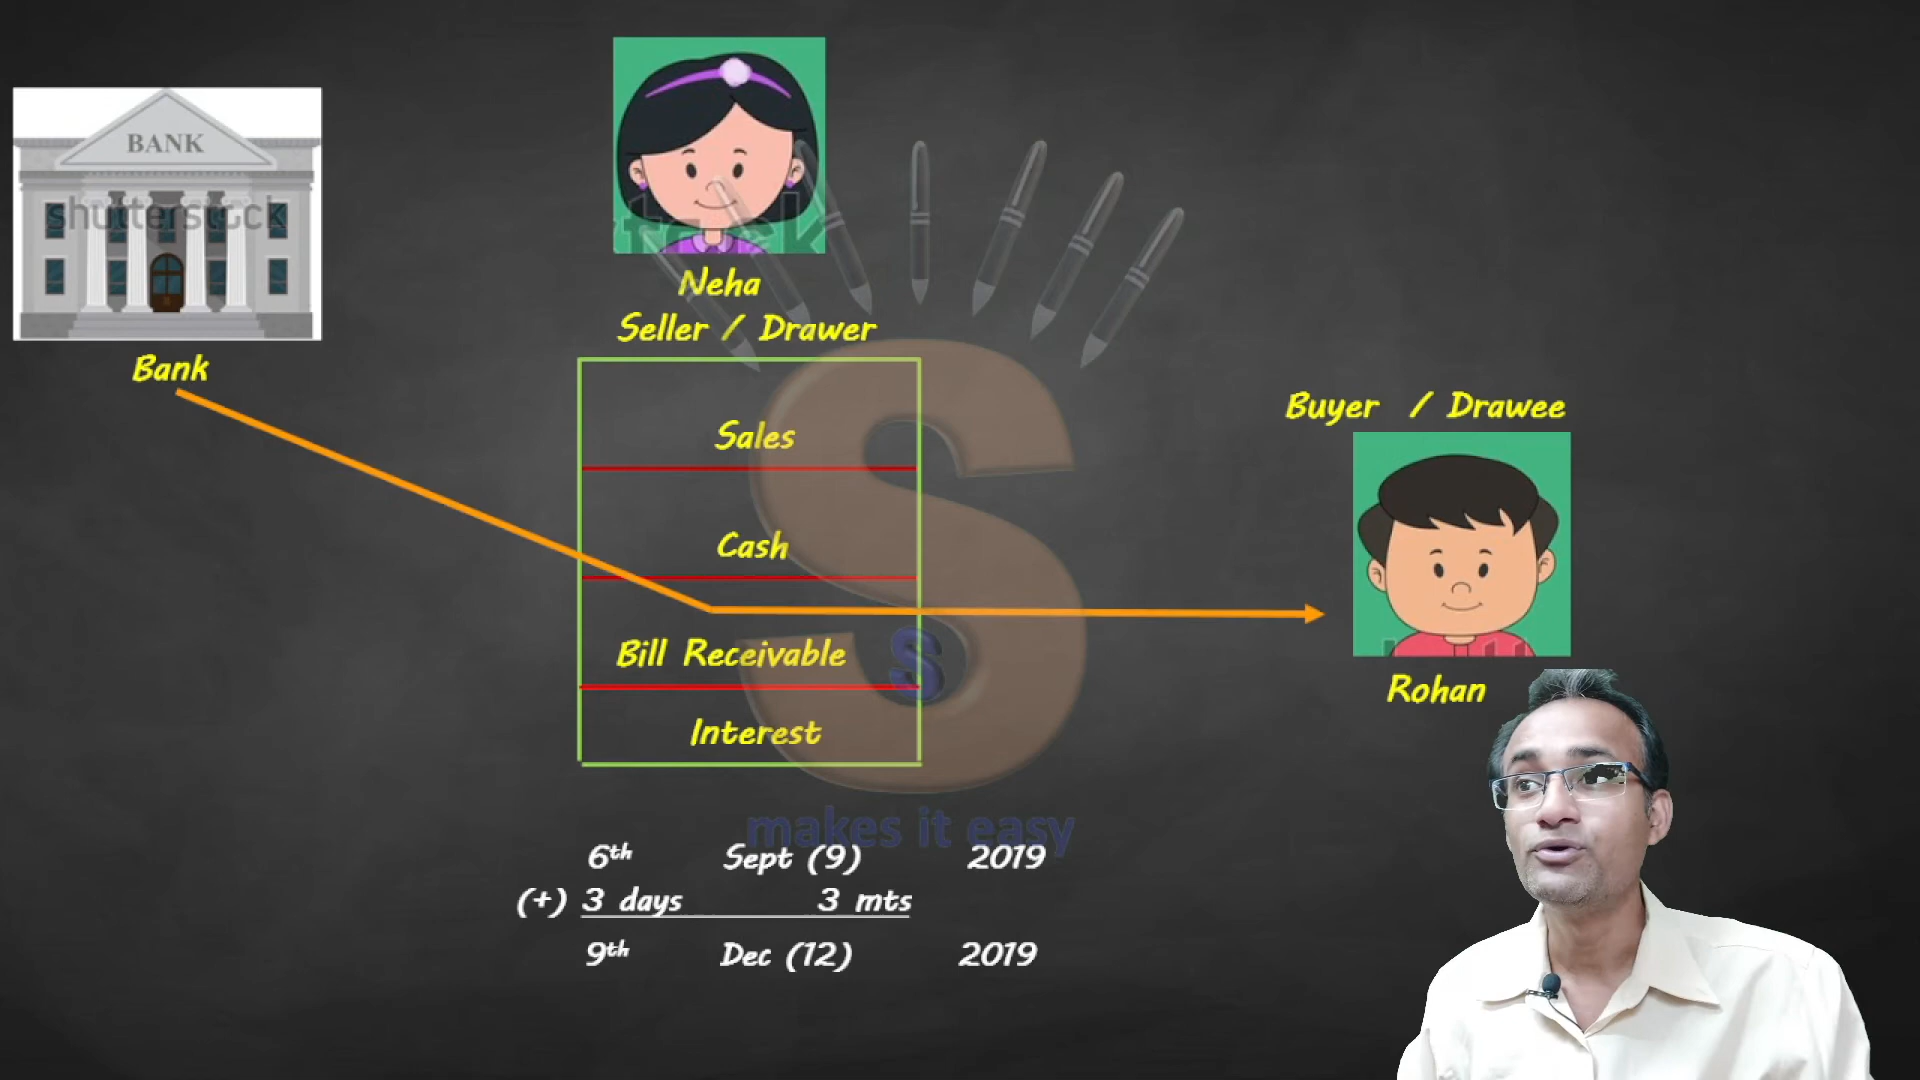 BANK
shutterstock
Bank
Neha
Seller / Drawer
Sales
Cash
Bill Receivable
Interest
Buyer / Drawee
Rohan
S
S
makes it easy
6th Sept (9) 2019
(+) 3 days 3 mts
9th Dec (12) 2019